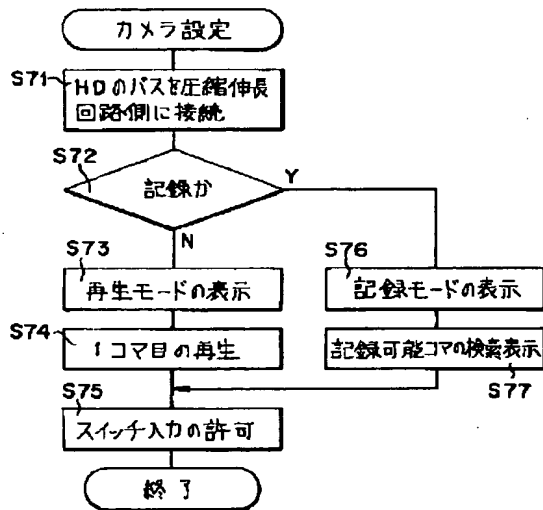 カメラ設定
S71
HDのバスを圧縮伸長
回路側に接続
S72
記録か
Y
N
S73
再生モードの表示
S76
記録モードの表示
S74
1コマ目の再生
記録可能コマの検索表示
S77
S75
スイッチ入力の許可
終了